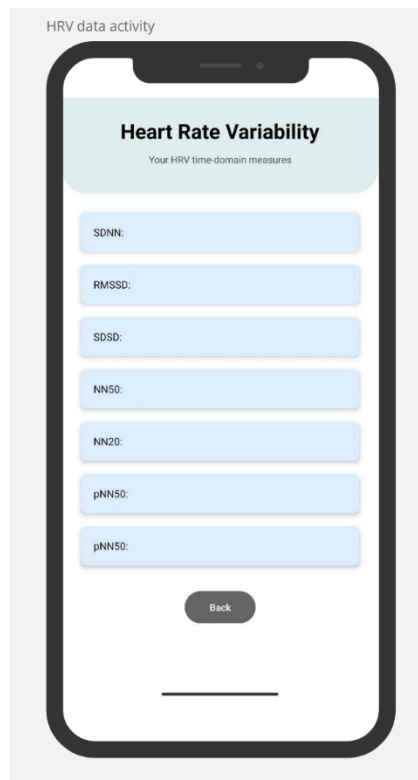 HRV data activity
Heart Rate Variability
Your HRV time-domain measures
SDNN:
RMSSD:
SDSD:
NN50:
NN20:
pNN50:
pNN50:
Back